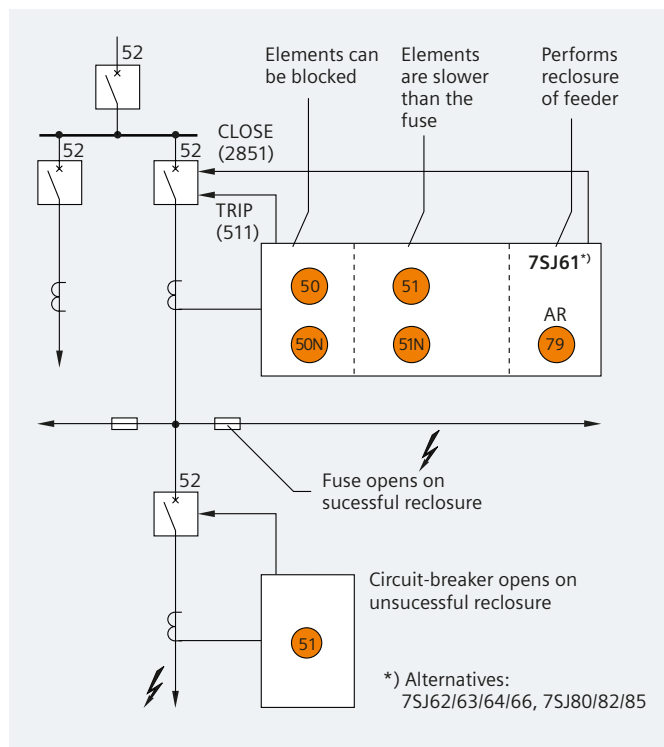 52
Elements can
be blocked
Elements
are slower
than the
fuse
Performs
reclosure
of feeder
52
52
CLOSE
(2851)
TRIP
(511)
7SJ61*)
50
51
AR
50N
51N
79
Fuse opens on
sucessful reclosure
52
Circuit-breaker opens on
unsucessful reclosure
51
*) Alternatives:
7SJ62/63/64/66, 7SJ80/82/85